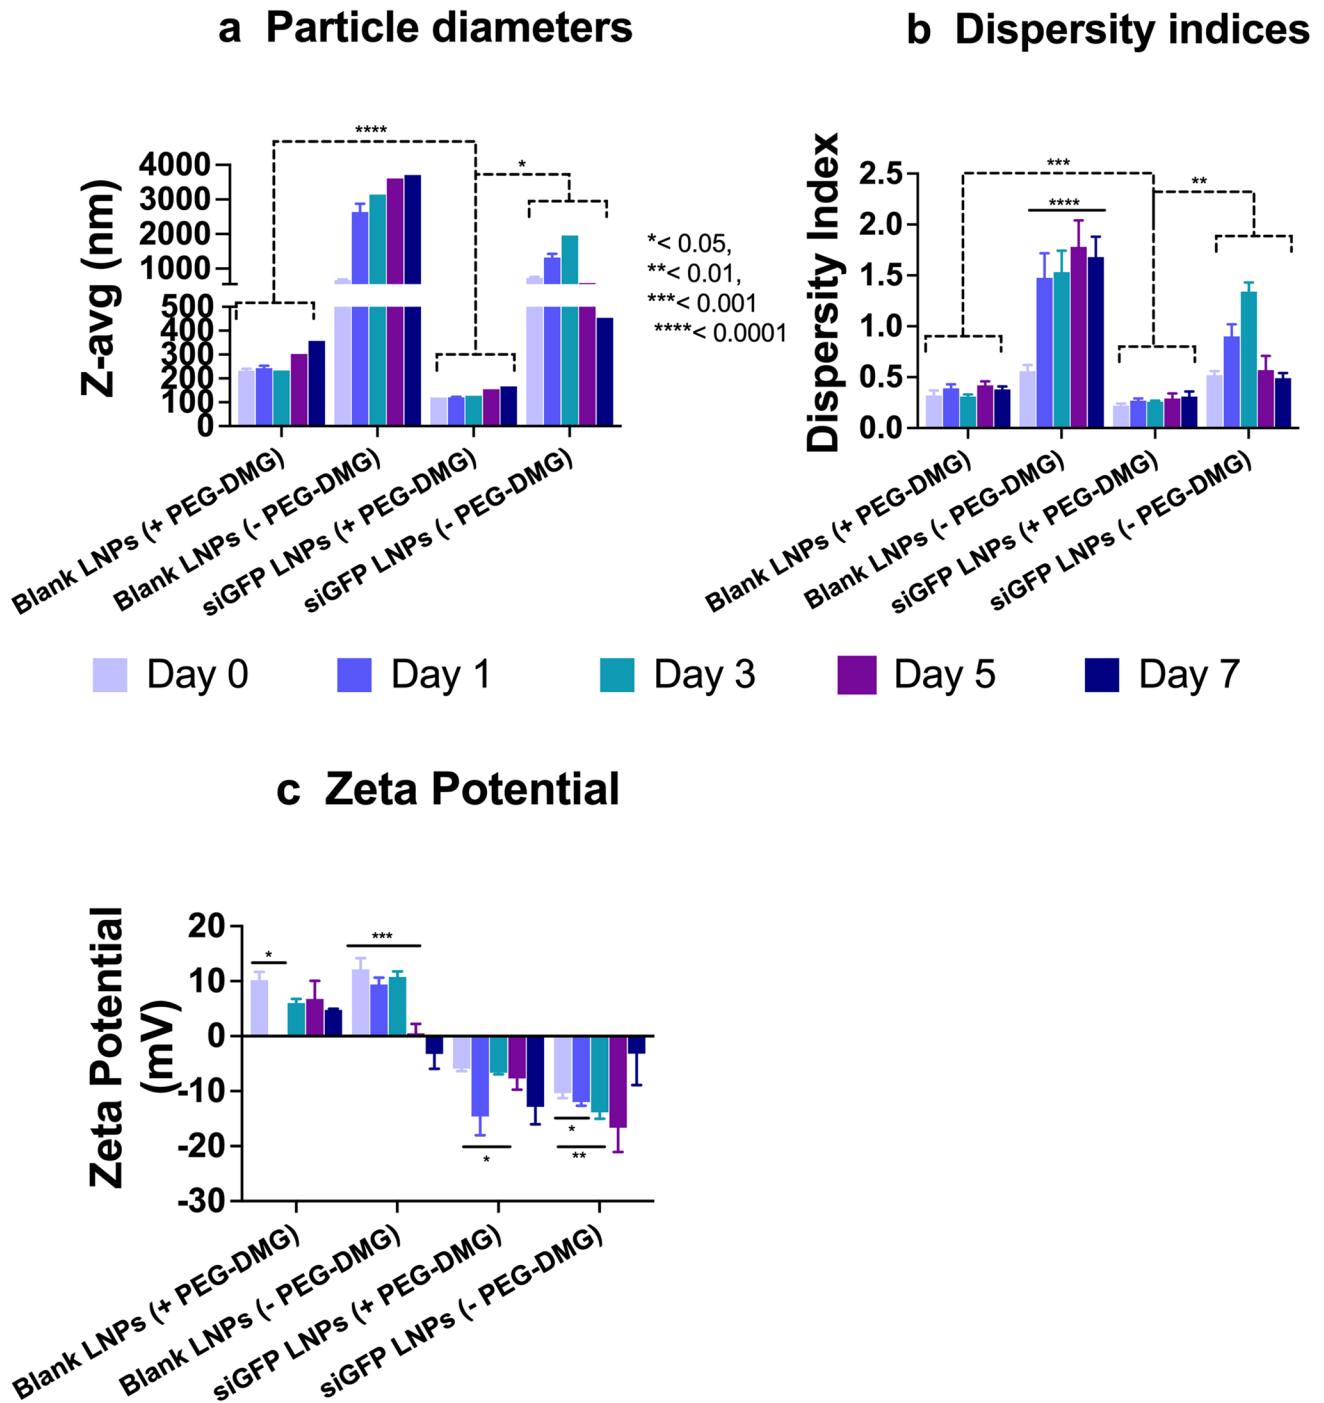 a Particle diameters
b Dispersity indices
****
*
Z-avg (nm)
4000
3000
2000
1000
500
400
300
200
100
0
*< 0.05,
**< 0.01,
***< 0.001
****< 0.0001
Blank LNPs (+ PEG-DMG)
Blank LNPs (- PEG-DMG)
siGFP LNPs (+ PEG-DMG)
siGFP LNPs (- PEG-DMG)
***
**
****
Dispersity Index
2.5
2.0
1.5
1.0
0.5
0.0
Blank LNPs (+ PEG-DMG)
Blank LNPs (- PEG-DMG)
siGFP LNPs (+ PEG-DMG)
siGFP LNPs (- PEG-DMG)
Day 0 Day 1 Day 3 Day 5 Day 7
c Zeta Potential
Zeta Potential
(mV)
20
10
0
-10
-20
-30
*
***
*
*
**
Blank LNPs (+ PEG-DMG)
Blank LNPs (- PEG-DMG)
siGFP LNPs (+ PEG-DMG)
siGFP LNPs (- PEG-DMG)